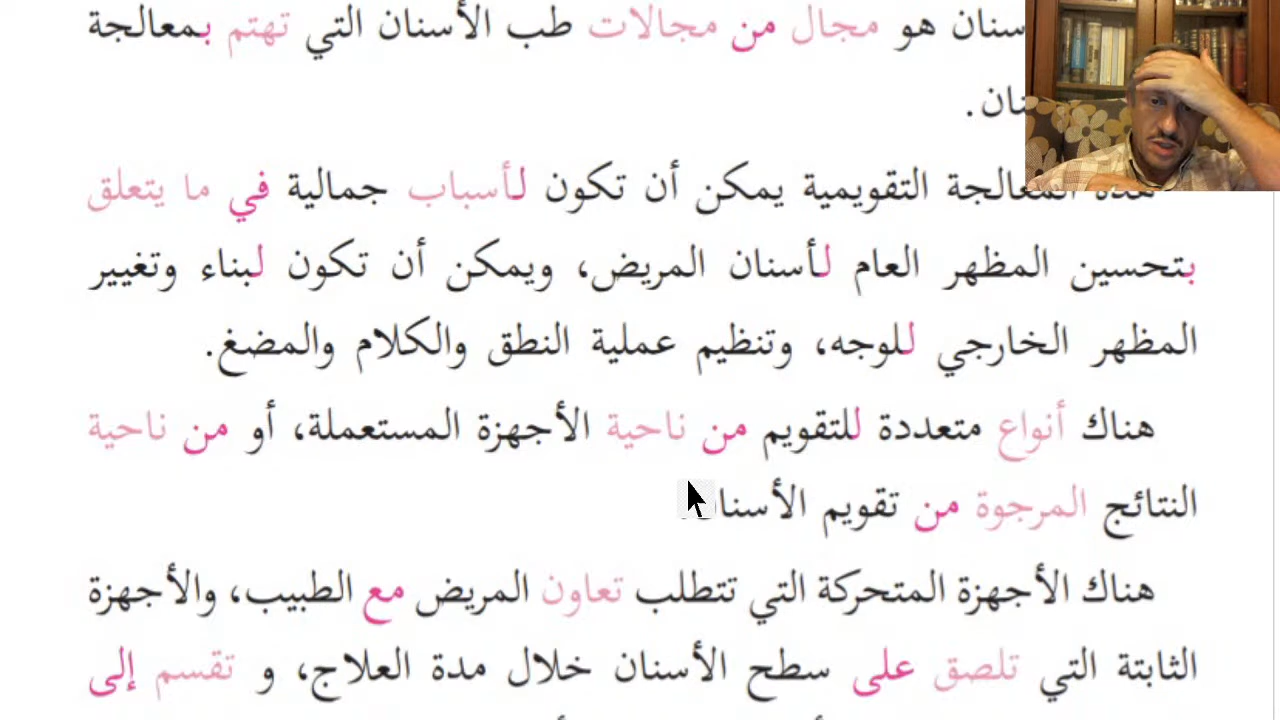 سنان هو مجال من مجالات طب الأسنان التي تهتم بمعالجة
نان.
المعالجة التقويمية يمكن أن تكون لأسباب جمالية في ما يتعلق
بتحسين المظهر العام لأسنان المريض، ويمكن أن تكون لبناء وتغيير
المظهر الخارجي للوجه، وتنظيم عملية النطق والكلام والمضغ.
هناك أنواع متعددة للتقويم من ناحية الأجهزة المستعملة، أو من ناحية
النتائج المرجوة من تقويم الأسنان
هناك الأجهزة المتحركة التي تتطلب تعاون المريض مع الطبيب، والأجهزة
الثابتة التي تلصق على سطح الأسنان خلال مدة العلاج، و تقسم إلى